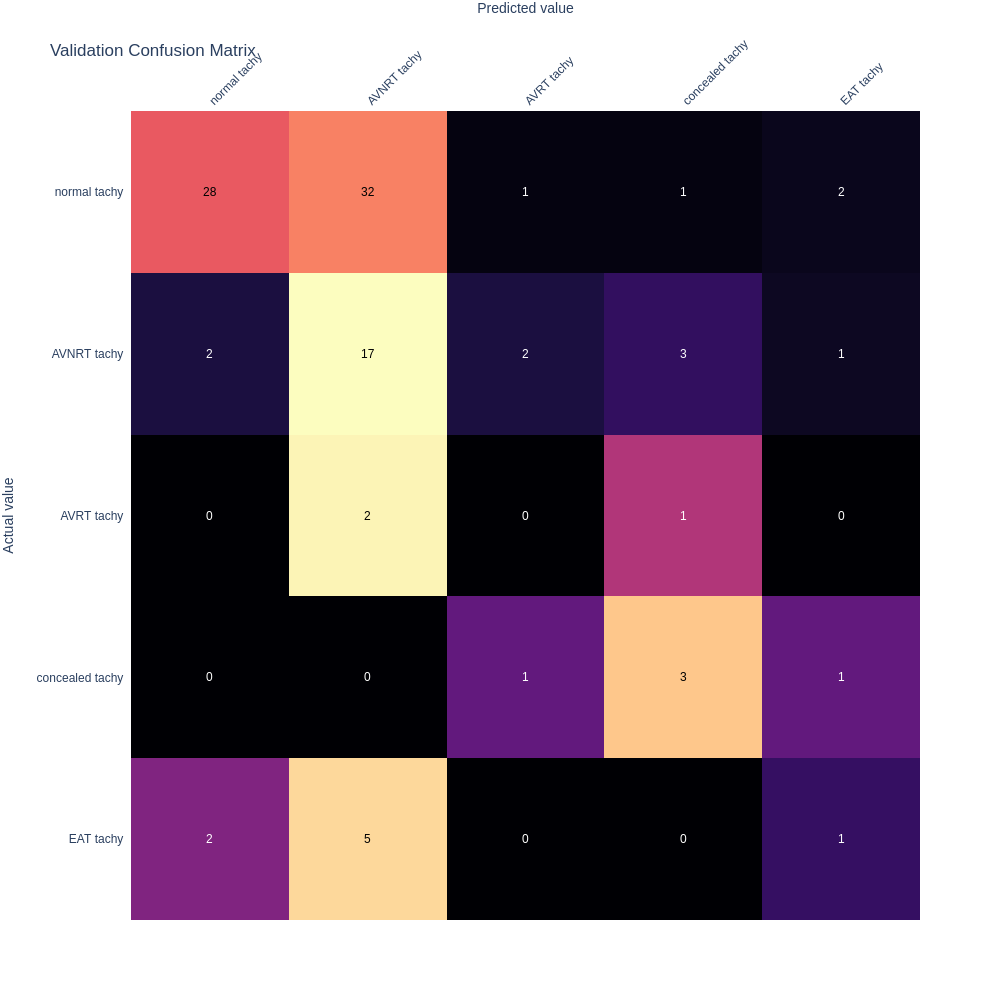 Predicted value
Validation Confusion Matrix
normal tachy
AVNRT tachy
AVRT tachy
concealed tachy
EAT tachy
Actual value
normal tachy 28 32 1 1 2
AVNRT tachy 2 17 2 3 1
AVRT tachy 0 2 0 1 0
concealed tachy 0 0 1 3 1
EAT tachy 2 5 0 0 1